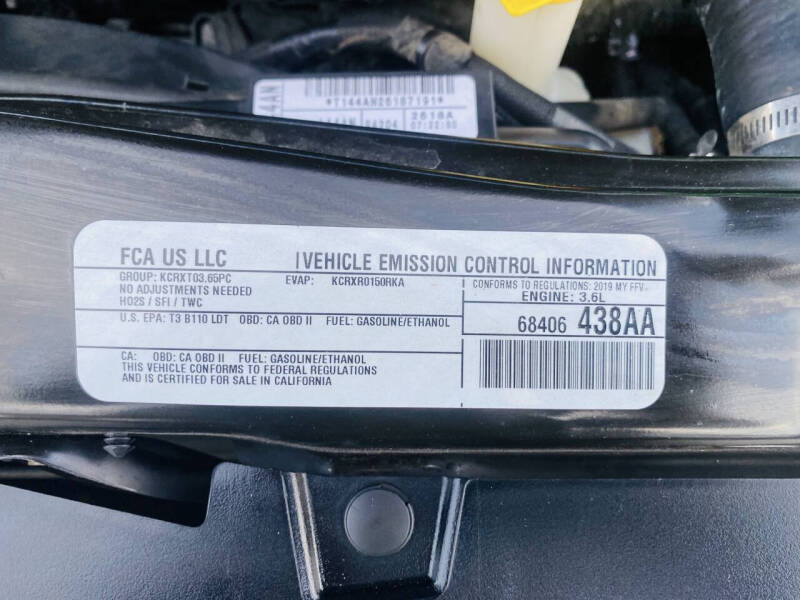 *T144AN26187191*
2618A
FCA US LLC
VEHICLE EMISSION CONTROL INFORMATION
GROUP: KCRXT03.65PC EVAP: KCRXR0150RKA
CONFORMS TO REGULATIONS: 2019 MY FFV
NO ADJUSTMENTS NEEDED
ENGINE: 3.6L
HO2S / SFI / TWC
U.S. EPA: T3 B110 LDT OBD: CA OBD II FUEL: GASOLINE/ETHANOL
68406 438AA
CA: OBD: CA OBD II FUEL: GASOLINE/ETHANOL
THIS VEHICLE CONFORMS TO FEDERAL REGULATIONS
AND IS CERTIFIED FOR SALE IN CALIFORNIA